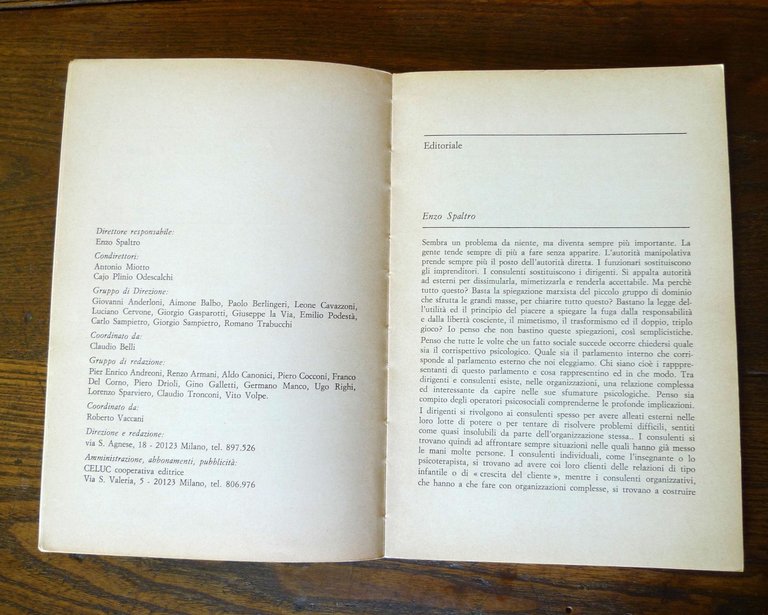 Direttore responsabile:
Enzo Spaltro
Condirettori:
Antonio Miotto
Cajo Plinio Odescalchi
Gruppo di Direzione:
Giovanni Anderloni, Aimone Balbo, Paolo Berlingeri, Leone Cavazzoni,
Luciano Cervone, Giorgio Gasparotti, Giuseppe la Via, Emilio Podestà,
Carlo Sampietro, Giorgio Sampietro, Romano Trabucchi
Coordinato da:
Claudio Belli
Gruppo di redazione:
Pier Enrico Andreoni, Renzo Armani, Aldo Canonici, Piero Cocconi, Franco
Del Corno, Piero Drioli, Gino Galletti, Germano Manco, Ugo Righi,
Lorenzo Sparviero, Claudio Tronconi, Vito Volpe.
Coordinato da:
Roberto Vaccani
Direzione e redazione:
via S. Agnese, 18 - 20123 Milano, tel. 897.526
Amministrazione, abbonamenti, pubblicità:
CELUC cooperativa editrice
Via S. Valeria, 5 - 20123 Milano, tel. 806.976
Editoriale
Enzo Spaltro
Sembra un problema da niente, ma diventa sempre più importante. La
gente tende sempre di più a fare senza apparire. L'autorità manipolativa
prende sempre più il posto dell'autorità diretta. I funzionari sostituiscono
gli imprenditori. I consulenti sostituiscono i dirigenti. Si appalta autorità
ad esterni per dissimularla, mimetizzarla e renderla accettabile. Ma perchè
tutto questo? Basta la spiegazione marxista del piccolo gruppo di dominio
che sfrutta le grandi masse, per chiarire tutto questo? Bastano la legge del-
l'utilità ed il principio del piacere a spiegare la fuga dalla responsabilità
e dalla libertà cosciente, il mimetismo, il trasformismo ed il doppio, triplo
gioco? Io penso che non bastino queste spiegazioni, così semplicistiche.
Penso che tutte le volte che un fatto sociale succede occorre chiedersi quale
sia il corrispettivo psicologico. Quale sia il parlamento interno che corri-
sponde al parlamento esterno che noi eleggiamo. Chi siano cioè i rapppre-
sentanti di questo parlamento e cosa rappresentino ed in che modo. Tra
dirigenti e consulenti esiste, nelle organizzazioni, una relazione complessa
ed interessante da capire nelle sue sfumature psicologiche. Penso sia
compito degli operatori psicosociali comprenderne le profonde implicazioni.
I dirigenti si rivolgono ai consulenti spesso per avere alleati esterni nelle
loro lotte di potere o per tentare di risolvere problemi difficili, sentiti
come quasi insolubili da parte dell'organizzazione stessa.. I consulenti si
trovano quindi ad affrontare sempre situazioni nelle quali hanno già messo
le mani molte persone. I consulenti individuali, come l'insegnante o lo
psicoterapista, si trovano ad avere coi loro clienti delle relazioni di tipo
infantile o di « crescita del cliente », mentre i consulenti organizzativi,
che hanno a che fare con organizzazioni complesse, si trovano a costruire